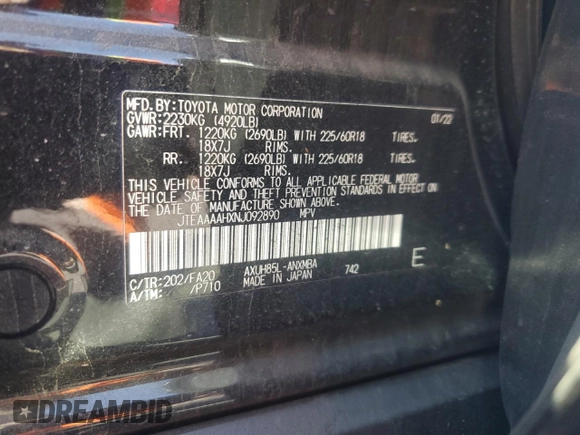 MFD.BY:TOYOTA MOTOR CORPORATION 01/22
GVWR:2230KG (4920LB)
GAWR:FRT. 1220KG (2690LB) WITH 225/60R18 TIRES.
18X7J RIMS.
RR. 1220KG (2690LB) WITH 225/60R18 TIRES.
18X7J RIMS.
THIS VEHICLE CONFORMS TO ALL APPLICABLE FEDERAL MOTOR
VEHICLE SAFETY AND BUMPER STANDARDS IN EFFECT ON
THE DATE OF MANUFACTURE SHOWN ABOVE.
JTEAAAAHXNJ092890 MPV
C/TR:202/FA20 AXUH85L-ANXMBA 742 E
A/TM: /P710 MADE IN JAPAN
DREAMBID